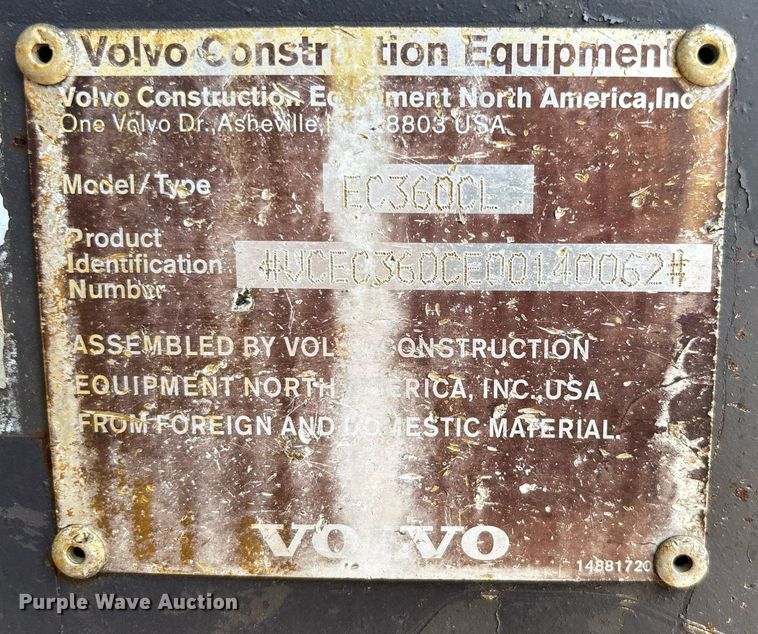 Volvo Construction Equipment
Volvo Construction Equipment North America, Inc
One Volvo Dr., Asheville, 8803 USA
Model/Type EC360CL
Product
Identification #VCEC360CE00140062#
Number
ASSEMBLED BY VOLVO CONSTRUCTION
EQUIPMENT NORTH AMERICA, INC., USA
FROM FOREIGN AND DOMESTIC MATERIAL.
VOLVO
14881720
Purple Wave Auction